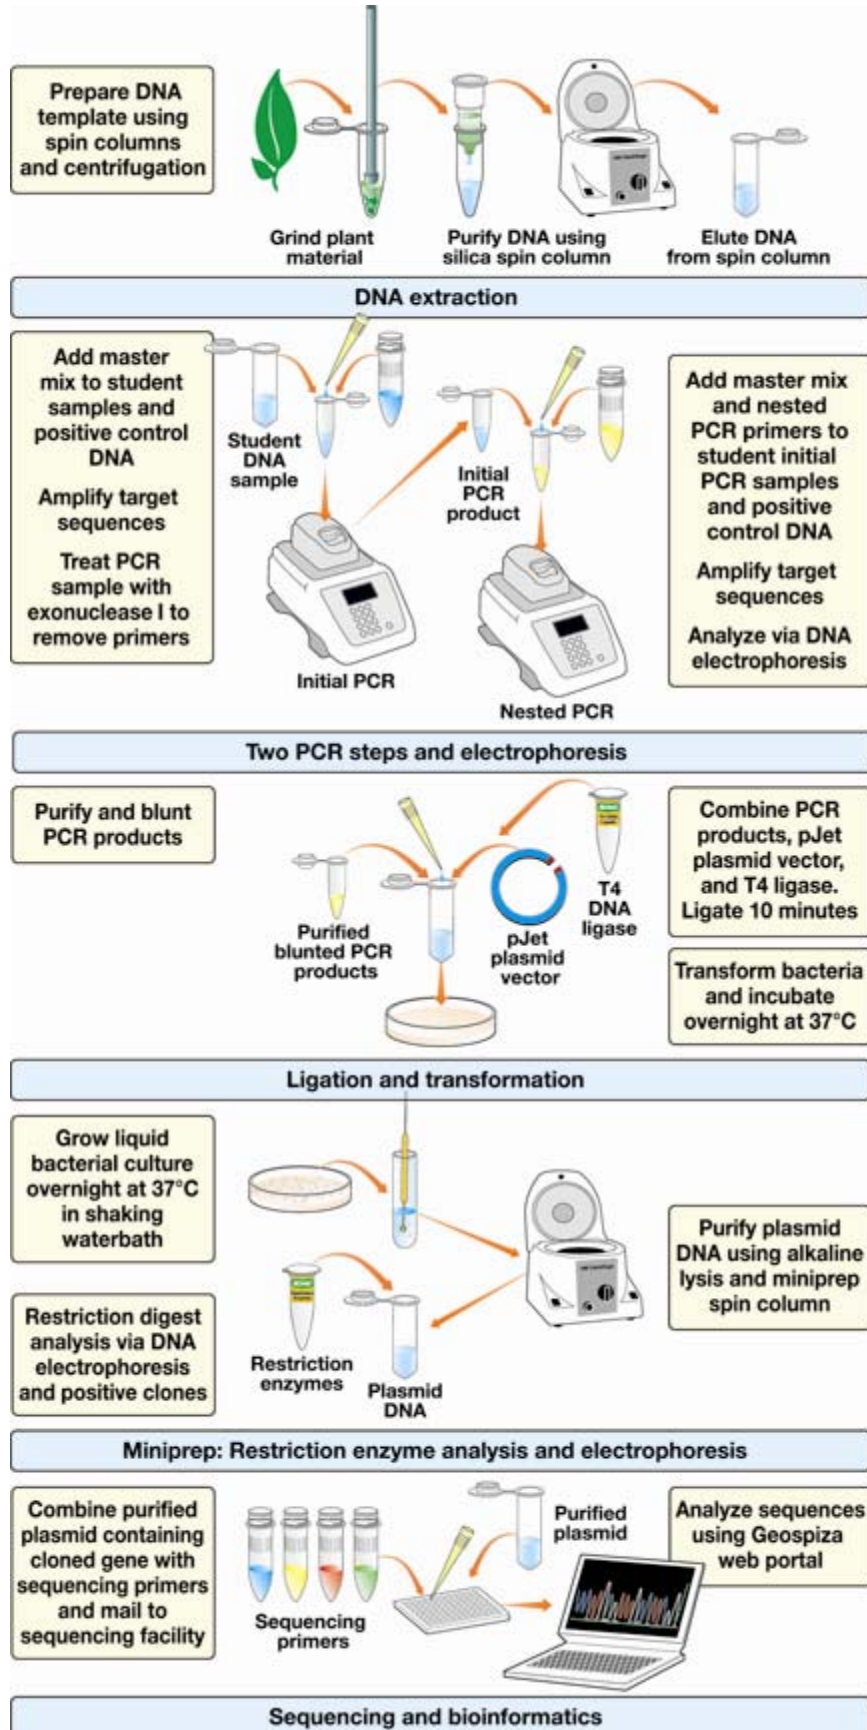 Prepare DNA
template using
spin columns
and centrifugation
Grind plant
material
Purify DNA using
silica spin column
Elute DNA
from spin column
DNA extraction
Add master
mix to student
samples and
positive control
DNA
Amplify target
sequences
Treat PCR
sample with
exonuclease I to
remove primers
Student
DNA
sample
Initial
PCR
product
Initial PCR
Nested PCR
Add master mix
and nested
PCR primers to
student initial
PCR samples
and positive
control DNA
Amplify target
sequences
Analyze via DNA
electrophoresis
Two PCR steps and electrophoresis
Purify and blunt
PCR products
Purified
blunted PCR
products
pJet
plasmid
vector
T4
DNA
ligase
Combine PCR
products, pJet
plasmid vector,
and T4 ligase.
Ligate 10 minutes
Transform bacteria
and incubate
overnight at 37°C
Ligation and transformation
Grow liquid
bacterial culture
overnight at 37°C
in shaking
waterbath
Restriction digest
analysis via DNA
electrophoresis
and positive clones
Restriction
enzymes
Plasmid
DNA
Purify plasmid
DNA using alkaline
lysis and miniprep
spin column
Miniprep: Restriction enzyme analysis and electrophoresis
Combine purified
plasmid containing
cloned gene with
sequencing primers
and mail to
sequencing facility
Sequencing
primers
Purified
plasmid
Analyze sequences
using Geospiza
web portal
Sequencing and bioinformatics